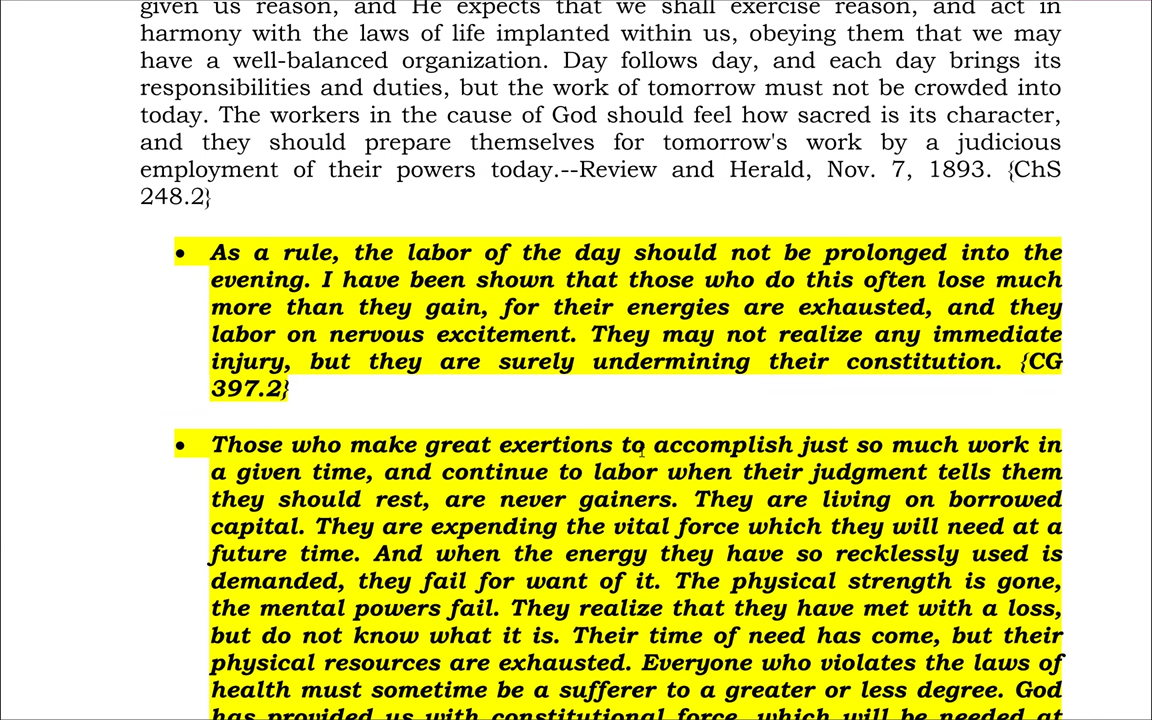 given us reason, and He expects that we shall exercise reason, and act in
harmony with the laws of life implanted within us, obeying them that we may
have a well-balanced organization. Day follows day, and each day brings its
responsibilities and duties, but the work of tomorrow must not be crowded into
today. The workers in the cause of God should feel how sacred is its character,
and they should prepare themselves for tomorrow's work by a judicious
employment of their powers today.--Review and Herald, Nov. 7, 1893. {ChS
248.2}
• As a rule, the labor of the day should not be prolonged into the
evening. I have been shown that those who do this often lose much
more than they gain, for their energies are exhausted, and they
labor on nervous excitement. They may not realize any immediate
injury, but they are surely undermining their constitution. {CG
397.2}
• Those who make great exertions to accomplish just so much work in
a given time, and continue to labor when their judgment tells them
they should rest, are never gainers. They are living on borrowed
capital. They are expending the vital force which they will need at a
future time. And when the energy they have so recklessly used is
demanded, they fail for want of it. The physical strength is gone,
the mental powers fail. They realize that they have met with a loss,
but do not know what it is. Their time of need has come, but their
physical resources are exhausted. Everyone who violates the laws of
health must sometime be a sufferer to a greater or less degree. God
has provided us with constitutional force, which will be needed at